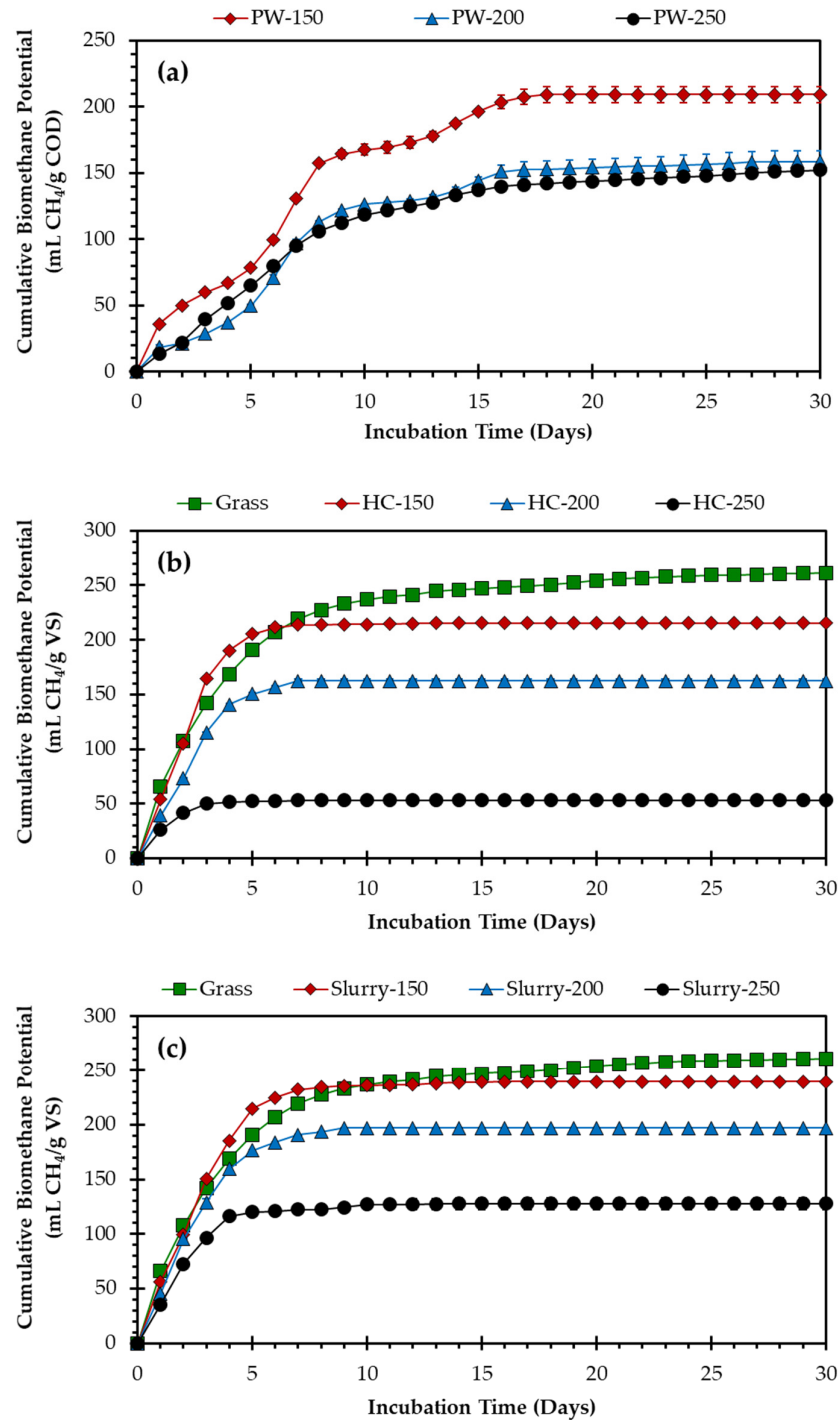 PW-150 PW-200 PW-250
(a)
Cumulative Biomethane Potential
(mL CH₄/g COD)
250
200
150
100
50
0
0 5 10 15 20 25 30
Incubation Time (Days)
Grass HC-150 HC-200 HC-250
(b)
Cumulative Biomethane Potential
(mL CH₄/g VS)
300
250
200
150
100
50
0
0 5 10 15 20 25 30
Incubation Time (Days)
Grass Slurry-150 Slurry-200 Slurry-250
(c)
Cumulative Biomethane Potential
(mL CH₄/g VS)
300
250
200
150
100
50
0
0 5 10 15 20 25 30
Incubation Time (Days)